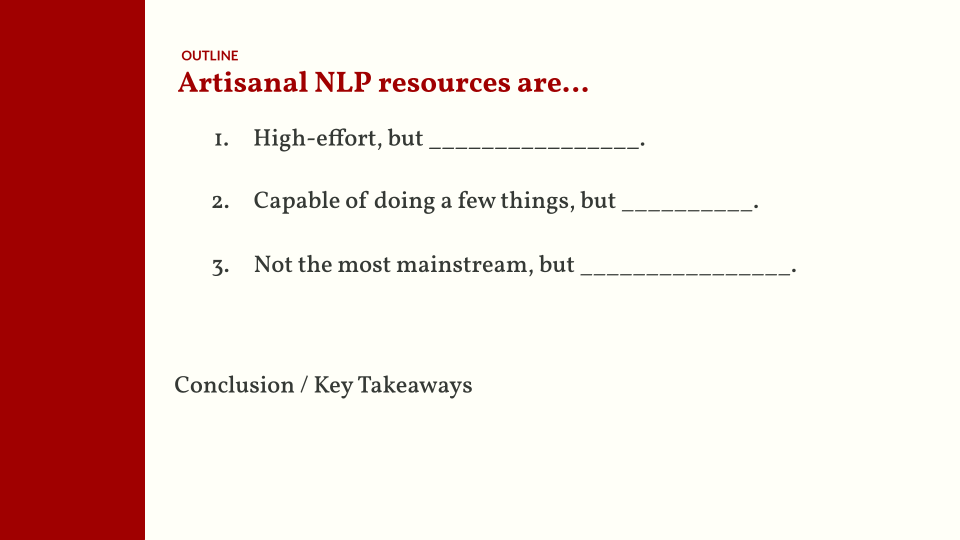 OUTLINE
Artisanal NLP resources are...
1. High-effort, but ________________.
2. Capable of doing a few things, but __________.
3. Not the most mainstream, but ________________.
Conclusion / Key Takeaways